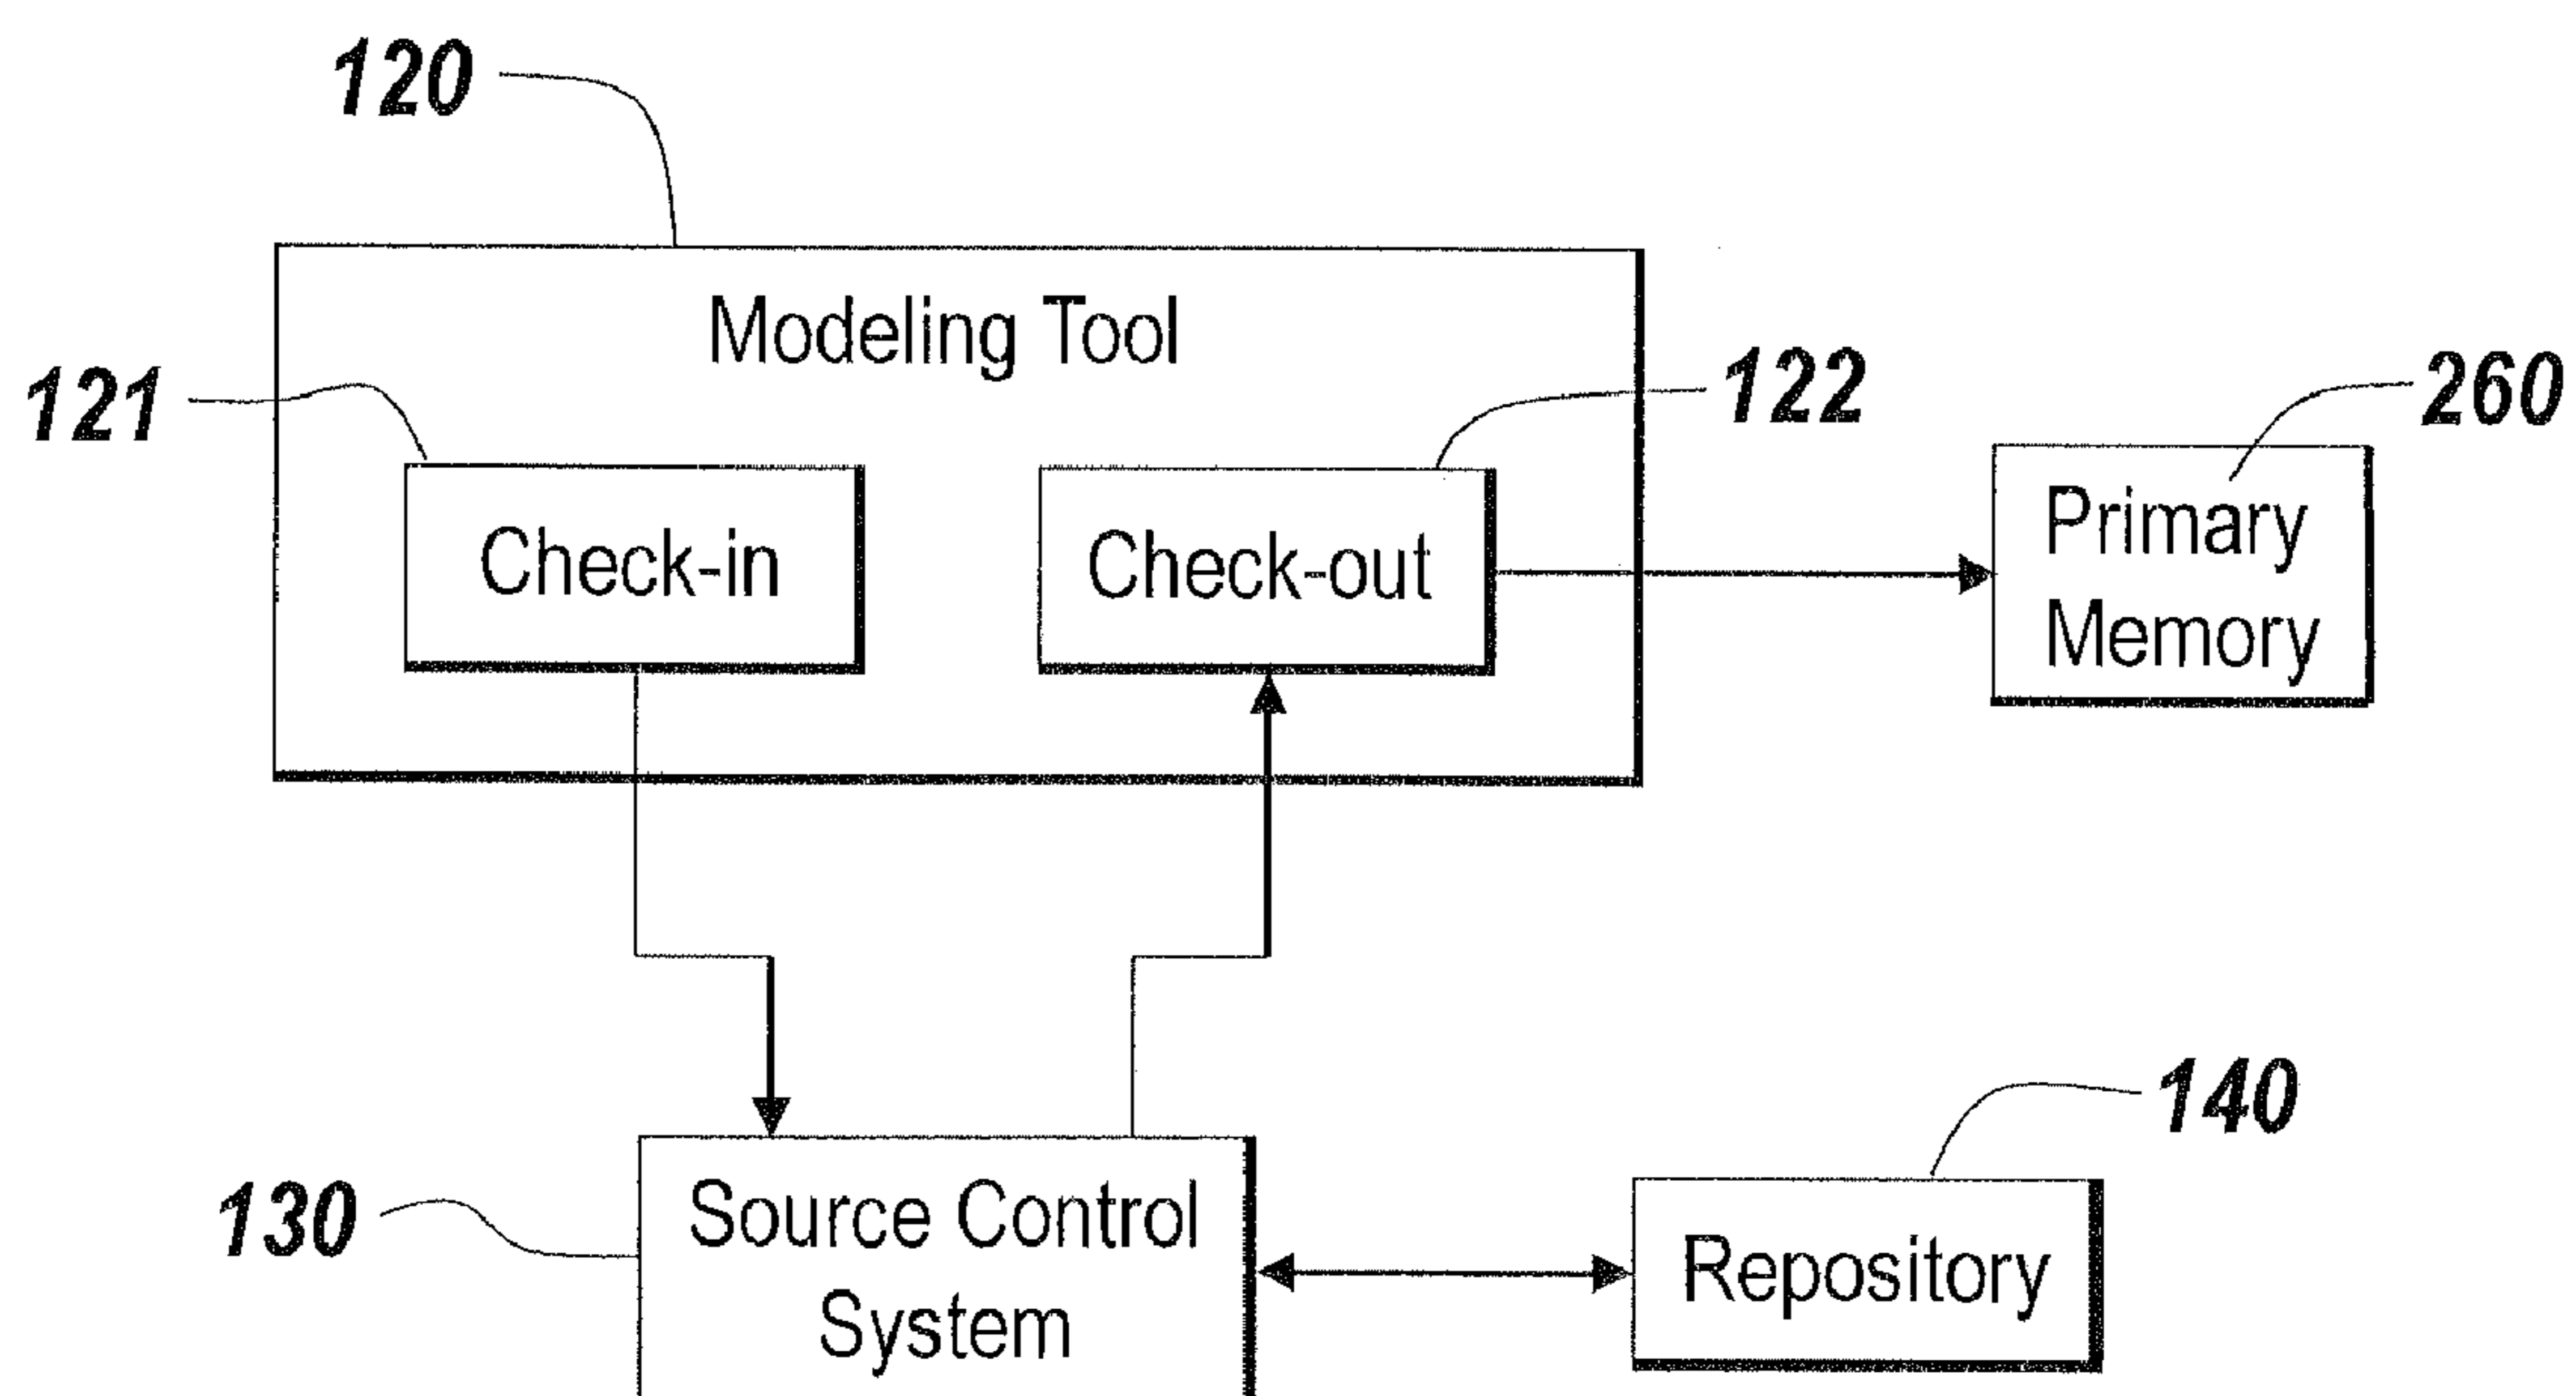 120
Modeling Tool
121
122
260
Check-in
Check-out
Primary
Memory
140
130
Source Control
System
Repository